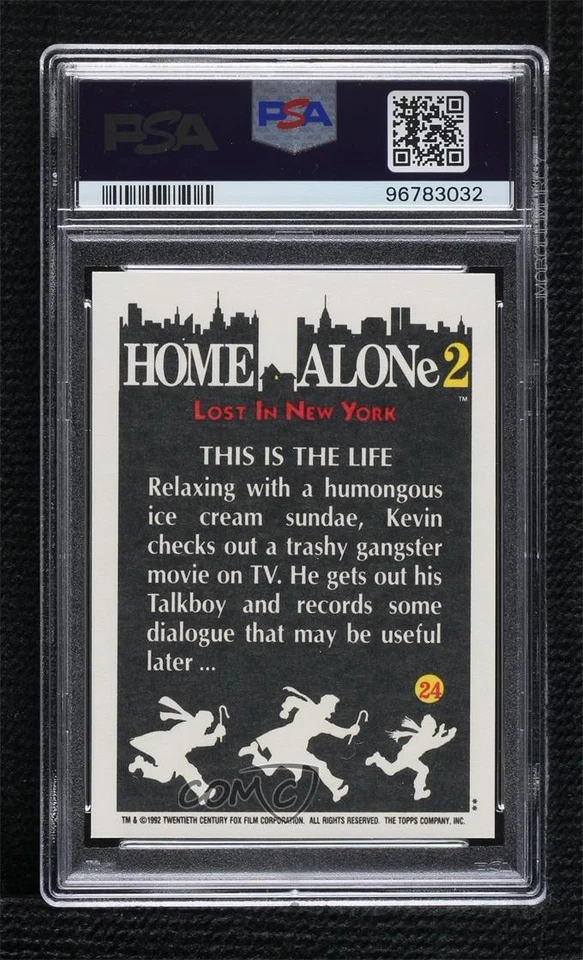 PSA
PSA
96783032
HOME ALONe 2
™
LOST IN NEW YORK
THIS IS THE LIFE
Relaxing with a humongous
ice cream sundae, Kevin
checks out a trashy gangster
movie on TV. He gets out his
Talkboy and records some
dialogue that may be useful
later ...
24
COMC
**
TM & ©1992 TWENTIETH CENTURY FOX FILM CORPORATION. ALL RIGHTS RESERVED. THE TOPPS COMPANY, INC.